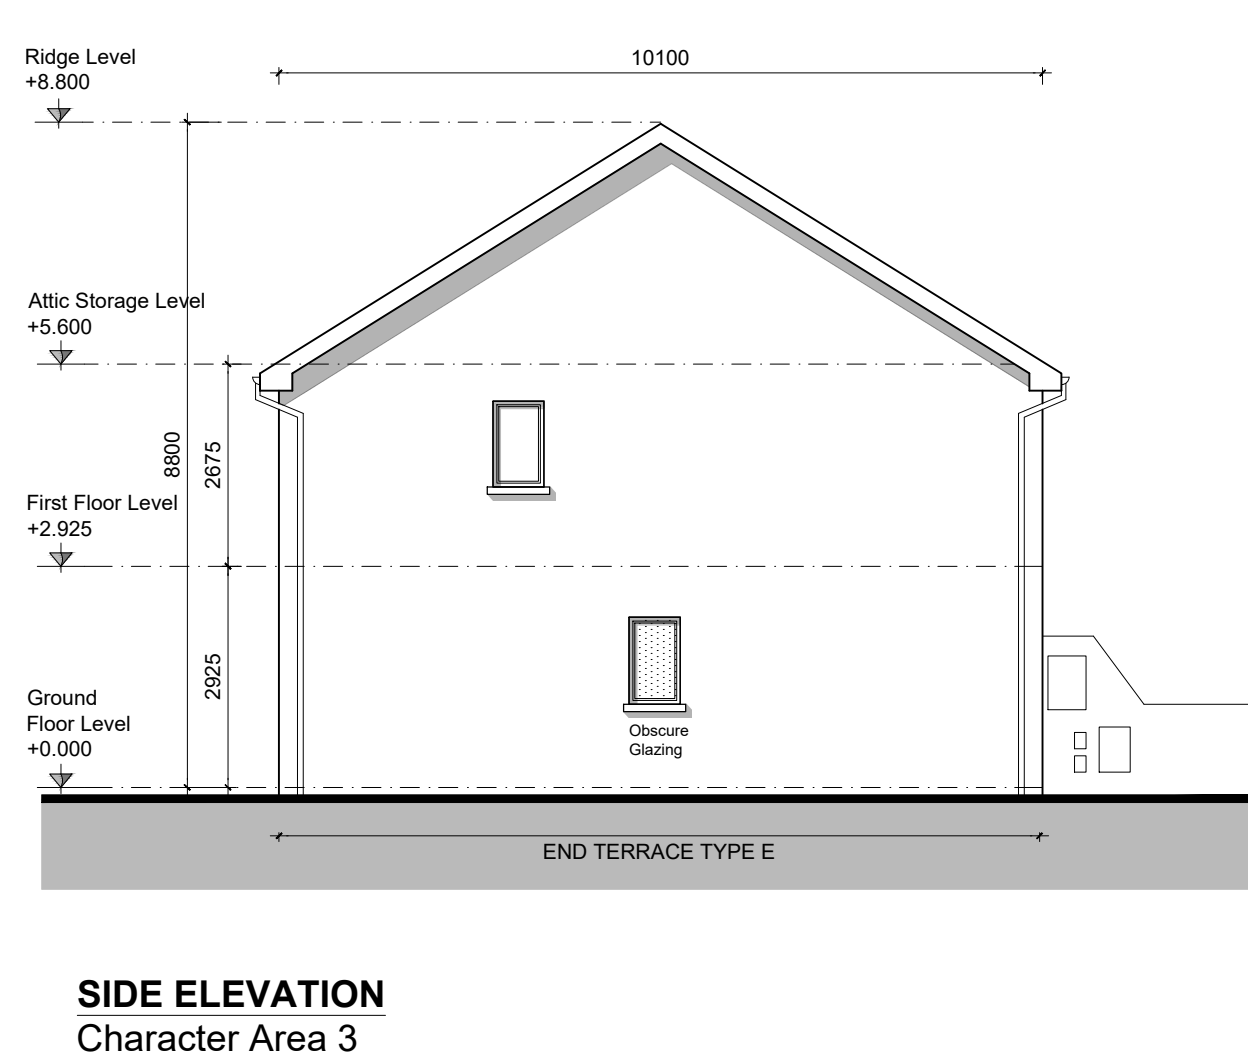 Ridge Level
+8.800
10100
Attic Storage Level
+5.600
8800
2675
First Floor Level
+2.925
2925
Ground
Floor Level
+0.000
Obscure
Glazing
END TERRACE TYPE E
SIDE ELEVATION
Character Area 3